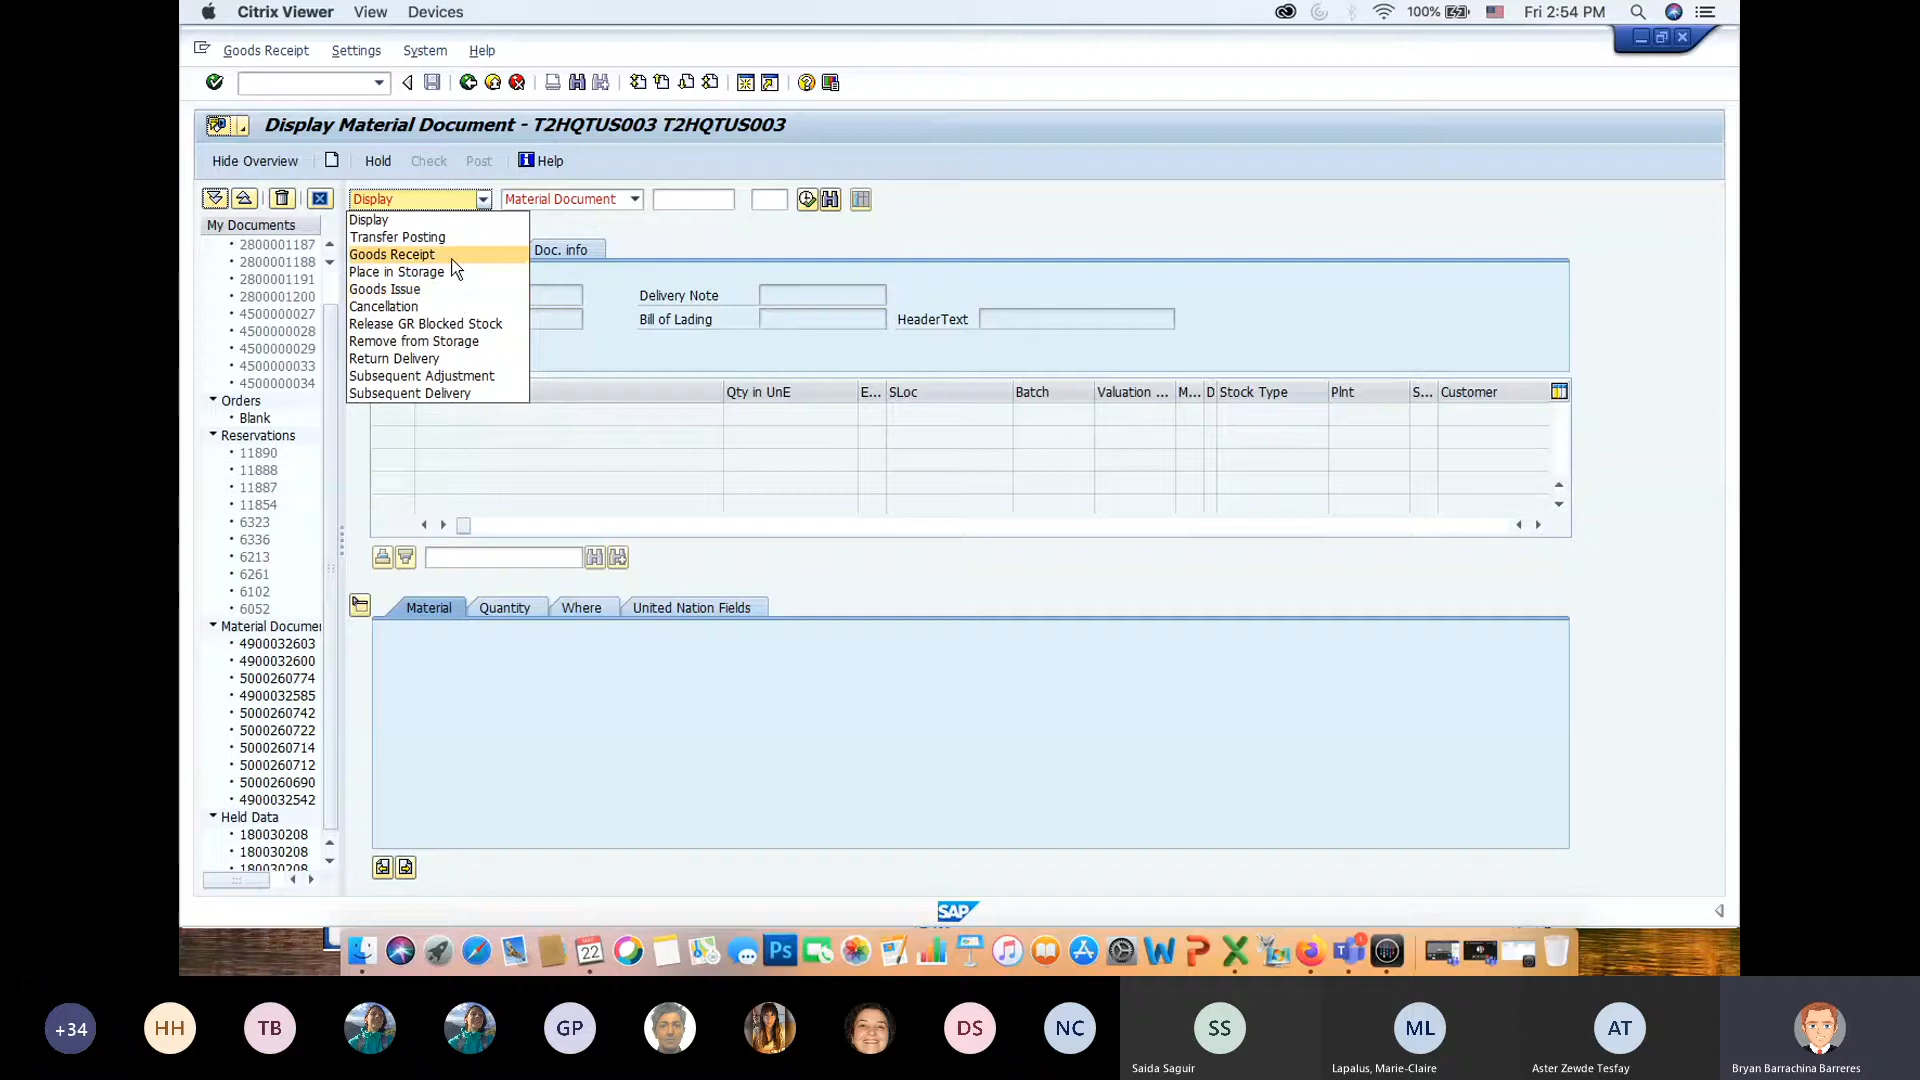 Citrix Viewer View Devices 100% Fri 2:54 PM
Goods Receipt Settings System Help
Display Material Document - T2HQTUS003 T2HQTUS003
Hide Overview Hold Check Post Help
Display Material Document
My Documents
2800001187
2800001188
2800001191
2800001200
4500000027
4500000028
4500000029
4500000033
4500000034
Orders
Blank
Reservations
11890
11888
11887
11854
6323
6336
6213
6261
6102
6052
Material Documer
4900032603
4900032600
5000260774
4900032585
5000260742
5000260722
5000260714
5000260712
5000260690
4900032542
Held Data
180030208
180030208
180030208
Display
Transfer Posting
Goods Receipt
Place in Storage
Goods Issue
Cancellation
Release GR Blocked Stock
Remove from Storage
Return Delivery
Subsequent Adjustment
Subsequent Delivery
Doc. info
Delivery Note
Bill of Lading HeaderText
Qty in UnE E... SLoc Batch Valuation ... M... D Stock Type Plnt S... Customer
Material Quantity Where United Nation Fields
SAP
22 Ps
+34 HH TB GP DS NC SS ML AT
Saida Saguir Lapalus, Marie-Claire Aster Zewde Tesfay Bryan Barrachina Barreres